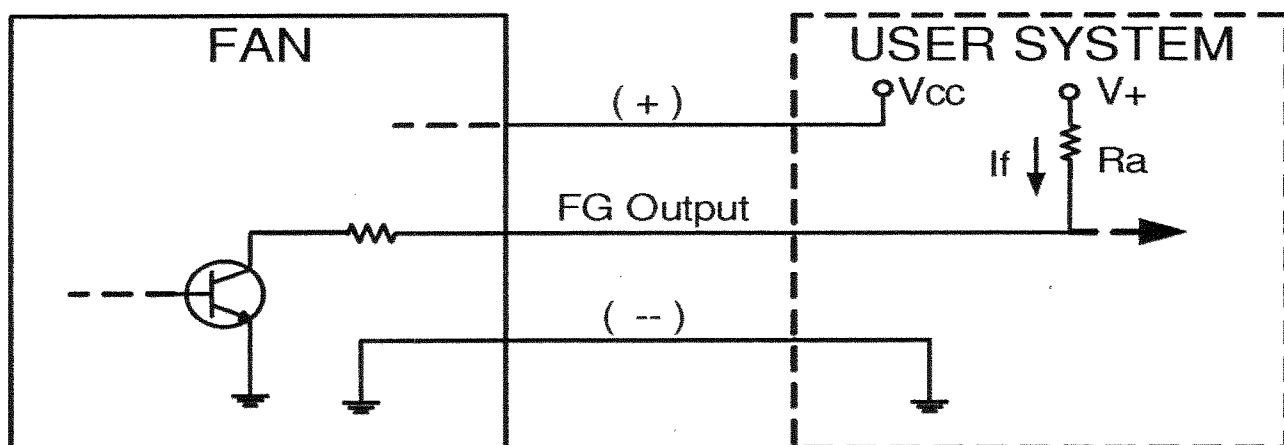 FAN
USER SYSTEM
( + )
Vcc
V+
If
Ra
FG Output
( -- )